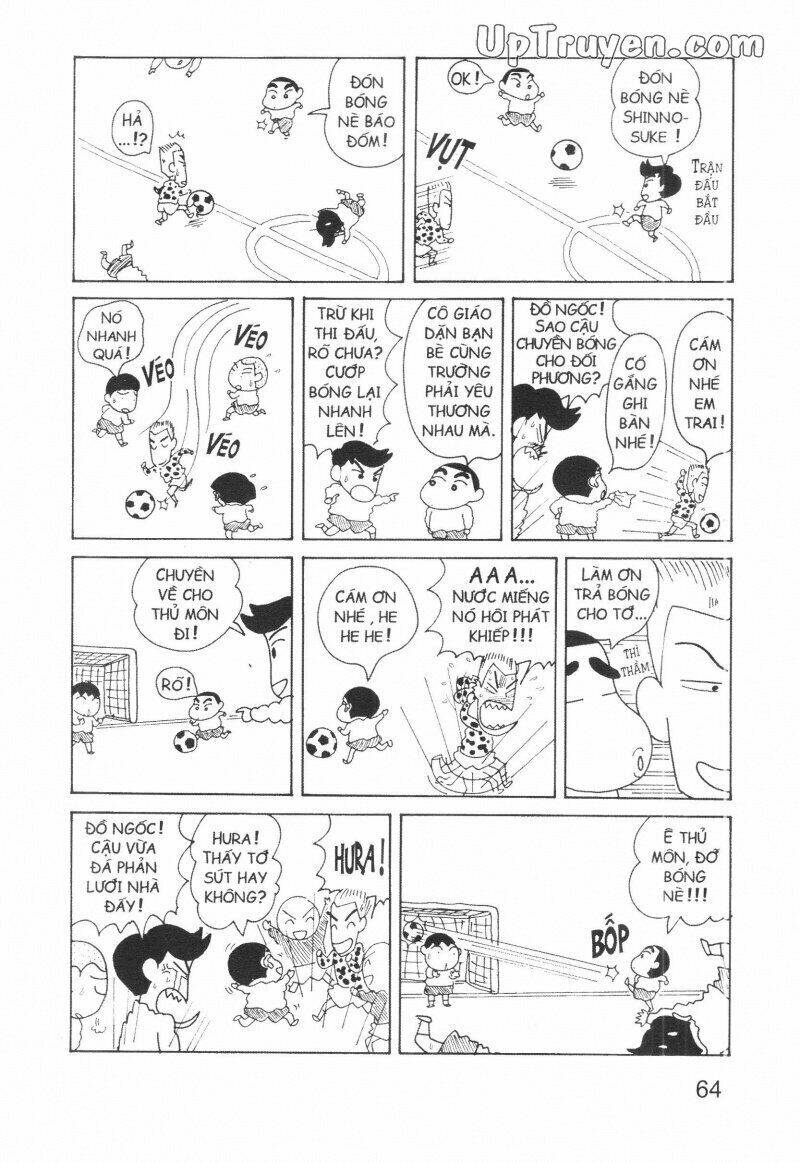 UpTruyen.com
ĐÓN
BÓNG NÈ
SHINNO-
SUKE !
TRẬN
ĐẤU
BẮT
ĐẦU
OK!
VỤT
ĐÓN
BÓNG
NÈ BÁO
ĐỐM!
HẢ
...!?
CÁM
ƠN
NHÉ
EM
TRAI!
ĐỒ NGỐC!
SAO CẬU
CHUYỀN BÓNG
CHO ĐỐI
PHƯƠNG?
CỐ
GẮNG
GHI
BÀN
NHÉ!
CÔ GIÁO
DẶN BẠN
BÈ CÙNG
TRƯỜNG
PHẢI YÊU
THƯƠNG
NHAU MÀ.
TRỪ KHI
THI ĐẤU,
RÕ CHƯA?
CƯỚP
BÓNG LẠI
NHANH
LÊN!
VÉO
VÉO
VÉO
NÓ
NHANH
QUÁ!
LÀM ƠN
TRẢ BÓNG
CHO TỚ...
THÌ
THẦM
A A A...
NƯỚC MIẾNG
NÓ HÔI PHÁT
KHIẾP!!!
CÁM ƠN
NHÉ , HE
HE HE!
CHUYỀN
VỀ CHO
THỦ MÔN
ĐI!
RÕ!
Ê THỦ
MÔN, ĐỠ
BÓNG
NÈ!!!
BỐP
HURA!
HURA!
THẤY TỚ
SÚT HAY
KHÔNG?
ĐỒ NGỐC!
CẬU VỪA
ĐÁ PHẢN
LƯỚI NHÀ
ĐẤY!
64